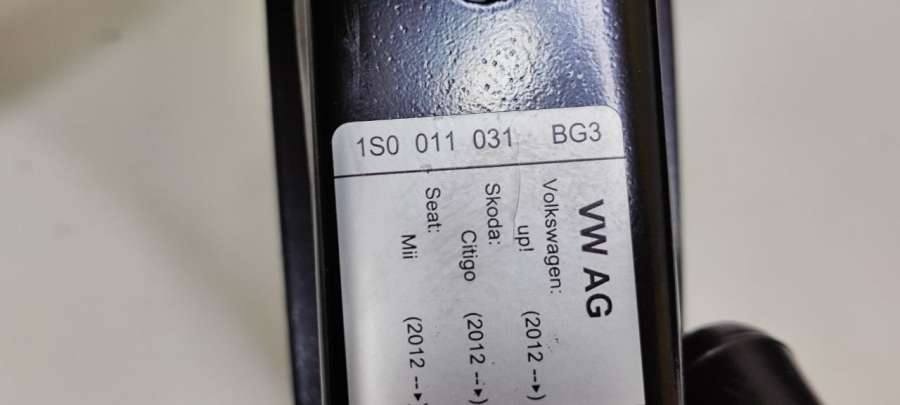 1S0 011 031 BG3
VW AG
Volkswagen:
up! (2012 --▸)
Skoda:
Citigo (2012 --▸)
Seat:
Mii (2012 --▸)